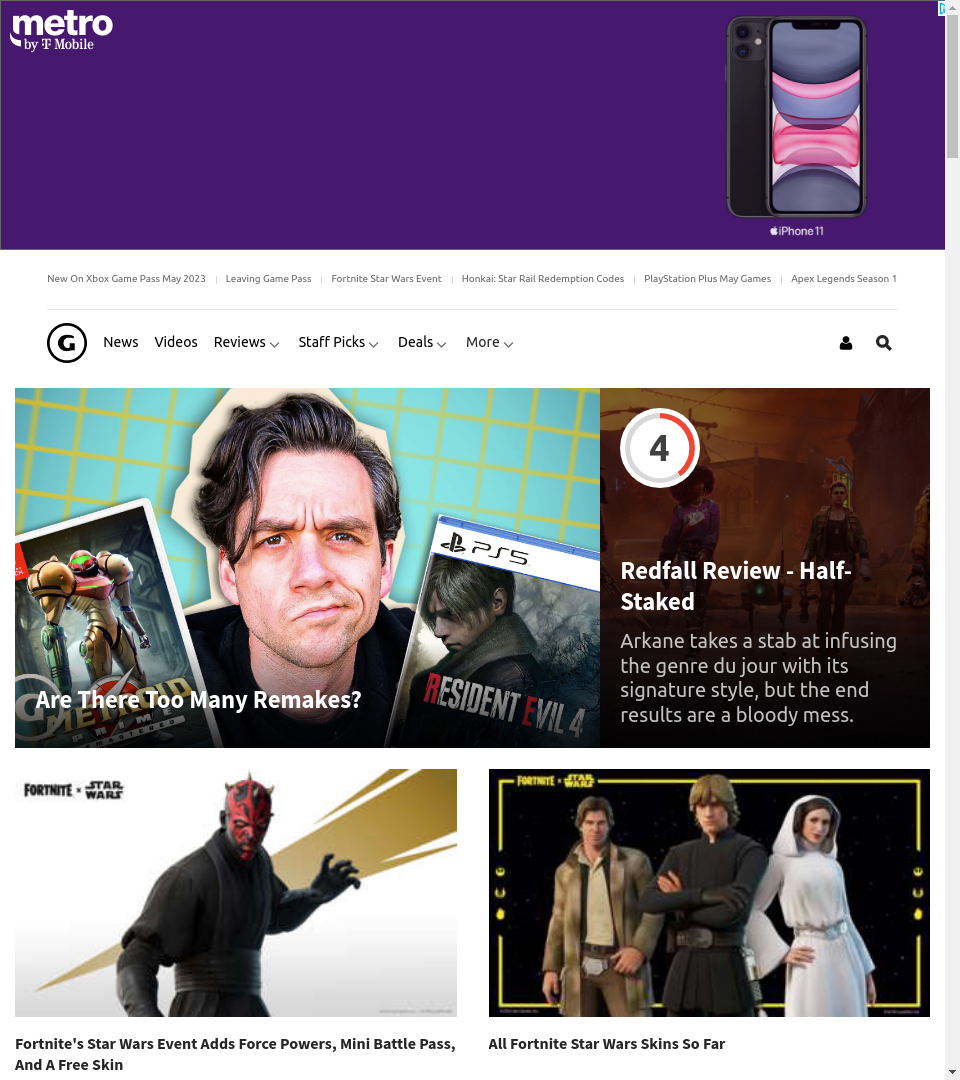 metro
by T Mobile
iPhone 11
New On Xbox Game Pass May 2023
Leaving Game Pass
Fortnite Star Wars Event
Honkai: Star Rail Redemption Codes
PlayStation Plus May Games
Apex Legends Season 1
G
News
Videos
Reviews
Staff Picks
Deals
More
PS5
METROID
PRIME
REMASTERED
RESIDENT EVIL 4
Are There Too Many Remakes?
4
Redfall Review - Half-
Staked
Arkane takes a stab at infusing
the genre du jour with its
signature style, but the end
results are a bloody mess.
FORTNITE x STAR
WARS
FORTNITE x STAR
WARS
Fortnite's Star Wars Event Adds Force Powers, Mini Battle Pass,
And A Free Skin
All Fortnite Star Wars Skins So Far